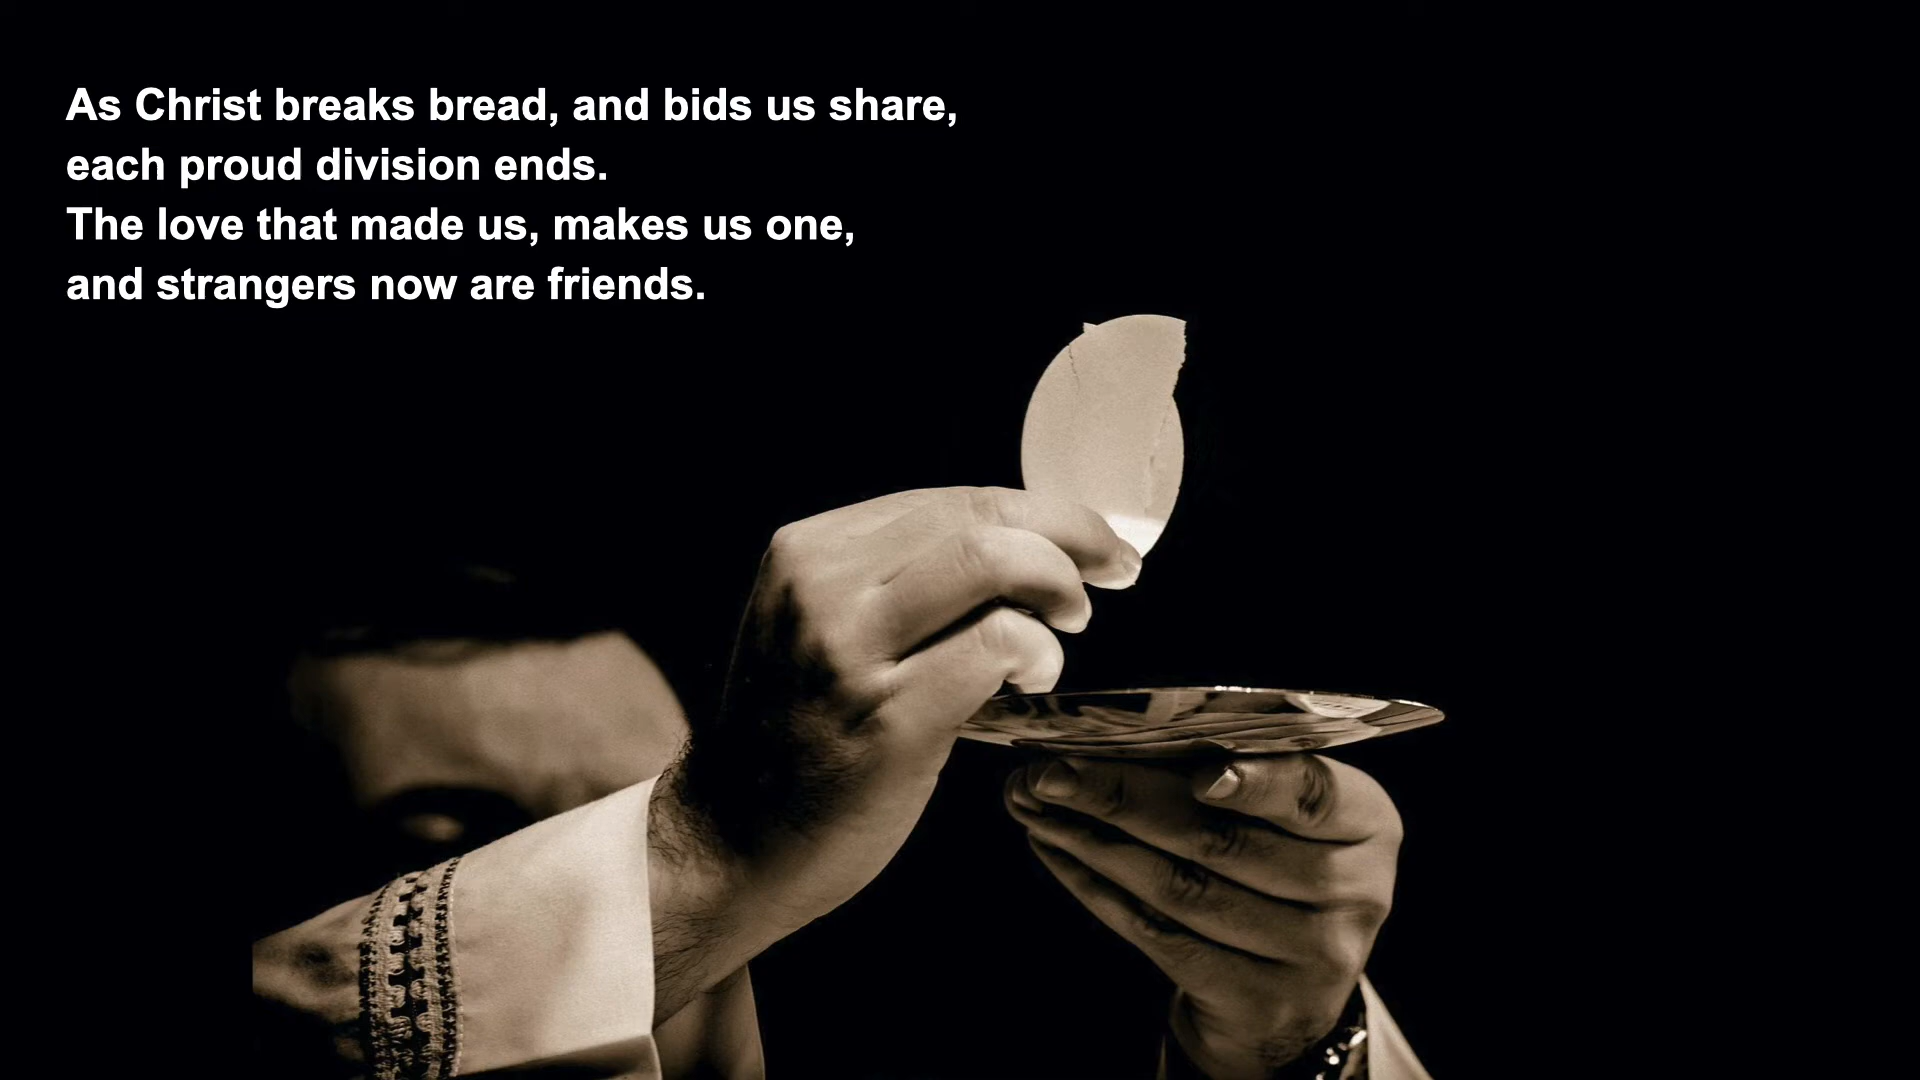 As Christ breaks bread, and bids us share,
each proud division ends.
The love that made us, makes us one,
and strangers now are friends.